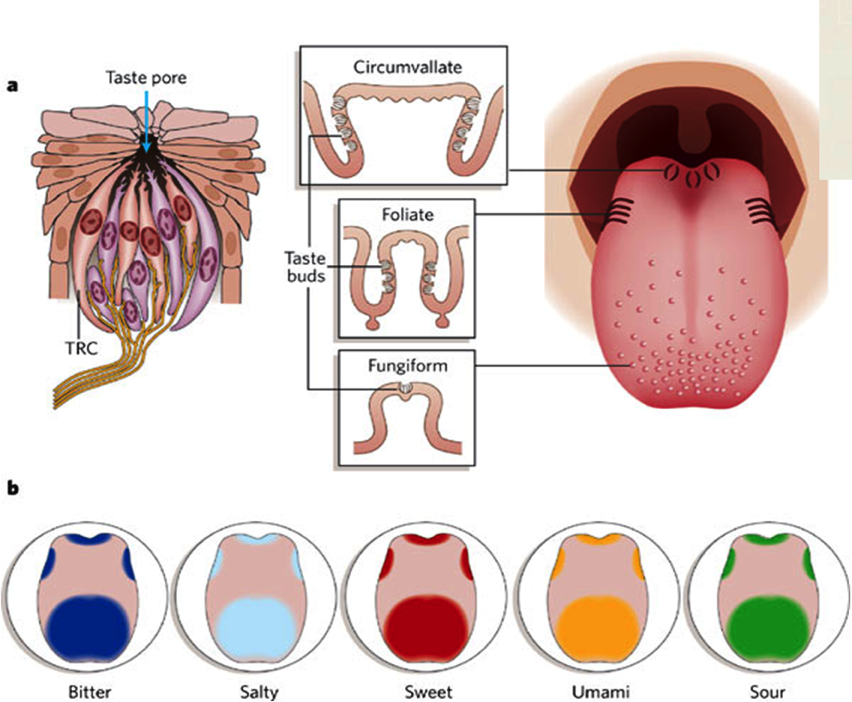 a
Taste pore
TRC
Circumvallate
Foliate
Taste
buds
Fungiform
b
Bitter
Salty
Sweet
Umami
Sour